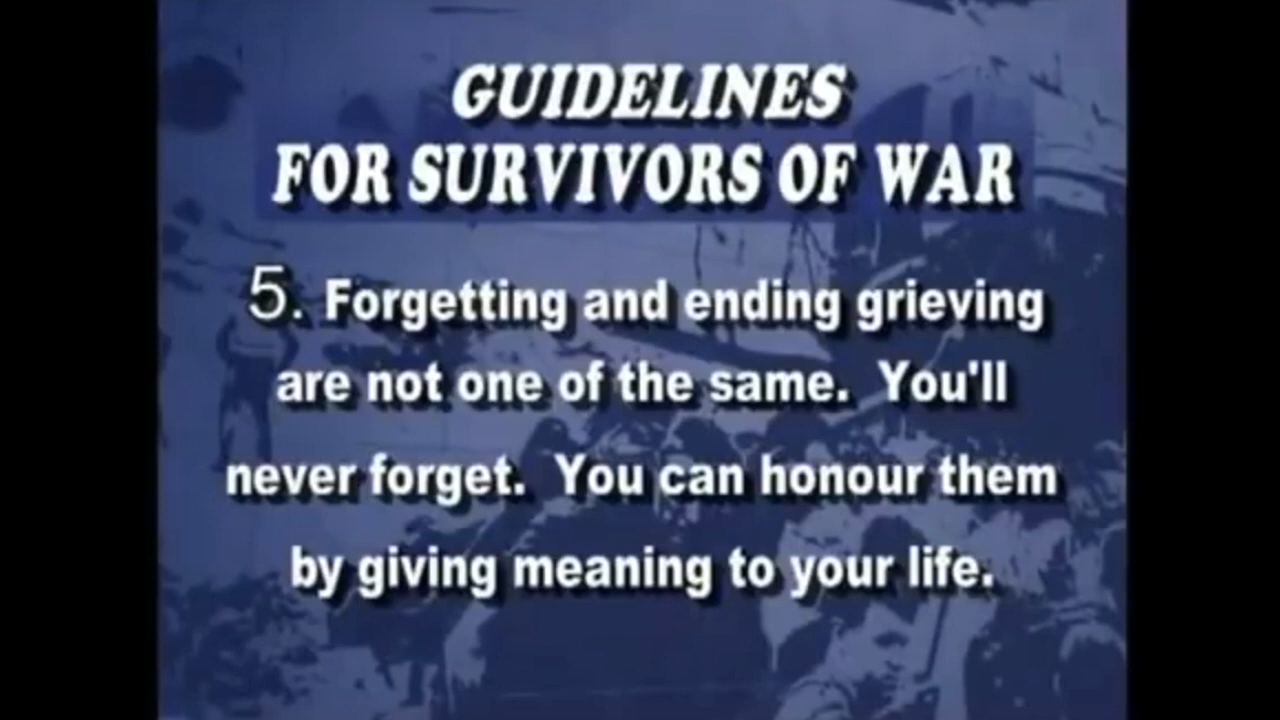 GUIDELINES
FOR SURVIVORS OF WAR
5. Forgetting and ending grieving
are not one of the same. You'll
never forget. You can honour them
by giving meaning to your life.